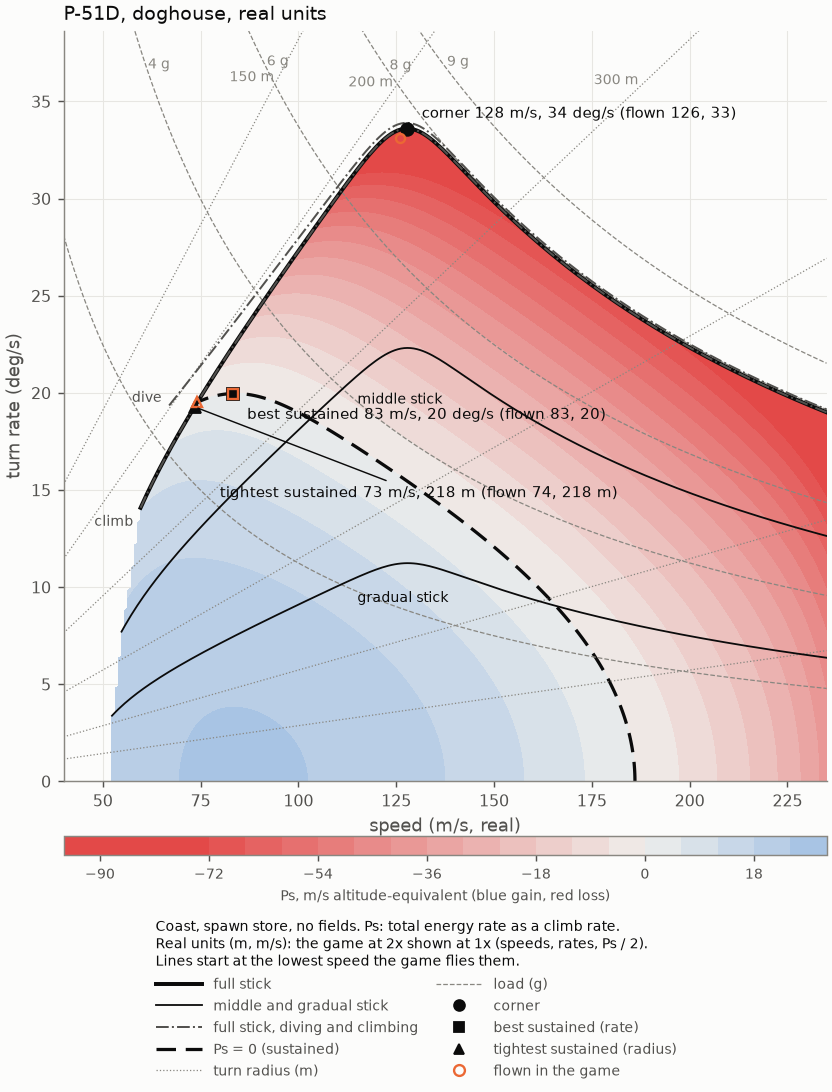 P-51D, doghouse, real units
4 g
6 g
8 g
9 g
150 m
200 m
300 m
corner 128 m/s, 34 deg/s (flown 126, 33)
35
30
25
20
15
10
5
0
turn rate (deg/s)
dive
middle stick
best sustained 83 m/s, 20 deg/s (flown 83, 20)
tightest sustained 73 m/s, 218 m (flown 74, 218 m)
climb
gradual stick
50 75 100 125 150 175 200 225
speed (m/s, real)
−90 −72 −54 −36 −18 0 18
Ps, m/s altitude-equivalent (blue gain, red loss)
Coast, spawn store, no fields. Ps: total energy rate as a climb rate.
Real units (m, m/s): the game at 2x shown at 1x (speeds, rates, Ps / 2).
Lines start at the lowest speed the game flies them.
full stick
middle and gradual stick
full stick, diving and climbing
Ps = 0 (sustained)
turn radius (m)
load (g)
corner
best sustained (rate)
tightest sustained (radius)
flown in the game